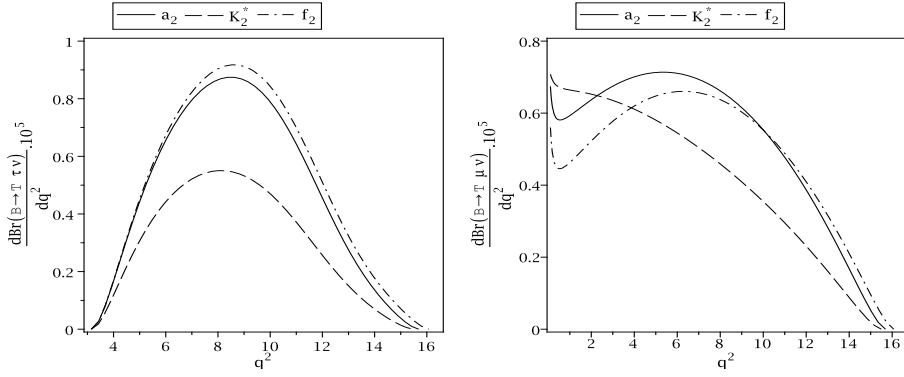 a₂ K₂* f₂
dBr(B→T τν)/dq² .10⁵
1
0.8
0.6
0.4
0.2
0
4 6 8 10 12 14 16
q²
a₂ K₂* f₂
dBr(B→T μν)/dq² .10⁵
0.8
0.6
0.4
0.2
0
2 4 6 8 10 12 14 16
q²